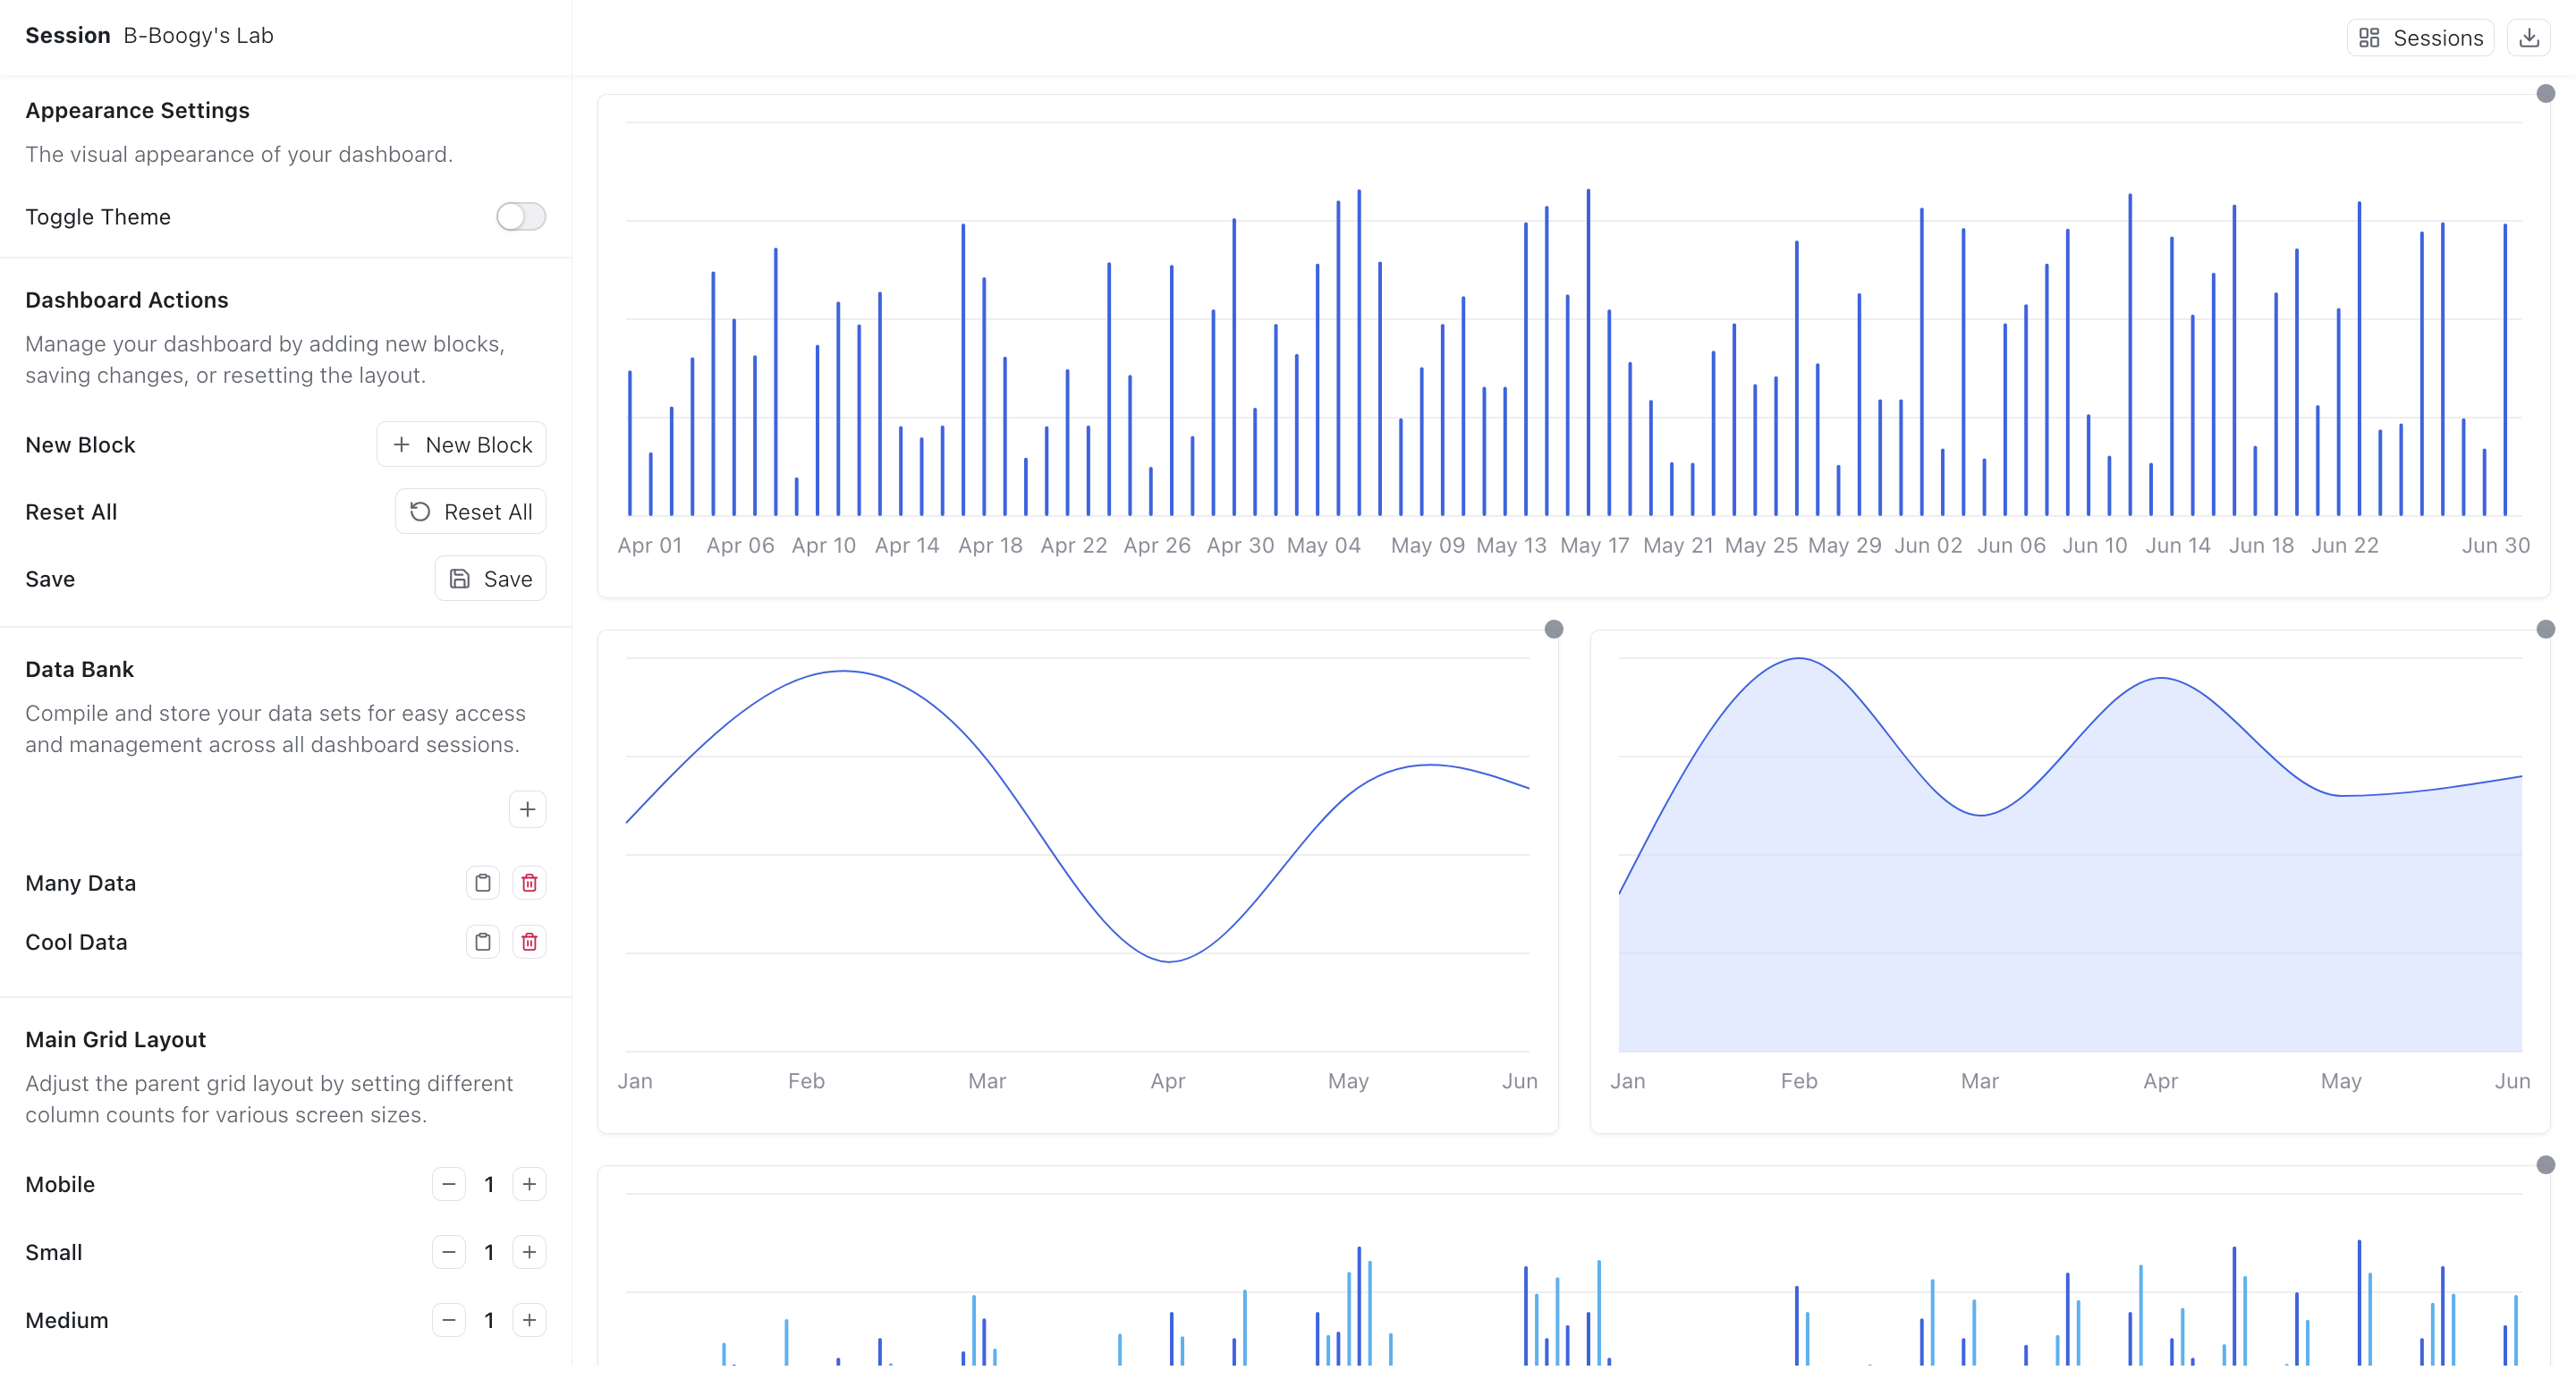 Session B-Boogy's Lab
Sessions
Appearance Settings
The visual appearance of your dashboard.
Toggle Theme
Dashboard Actions
Manage your dashboard by adding new blocks,
saving changes, or resetting the layout.
New Block
New Block
Reset All
Reset All
Save
Save
Data Bank
Compile and store your data sets for easy access
and management across all dashboard sessions.
Many Data
Cool Data
Main Grid Layout
Adjust the parent grid layout by setting different
column counts for various screen sizes.
Mobile 1
Small 1
Medium 1
Apr 01 Apr 06 Apr 10 Apr 14 Apr 18 Apr 22 Apr 26 Apr 30 May 04 May 09 May 13 May 17 May 21 May 25 May 29 Jun 02 Jun 06 Jun 10 Jun 14 Jun 18 Jun 22 Jun 30
Jan Feb Mar Apr May Jun
Jan Feb Mar Apr May Jun